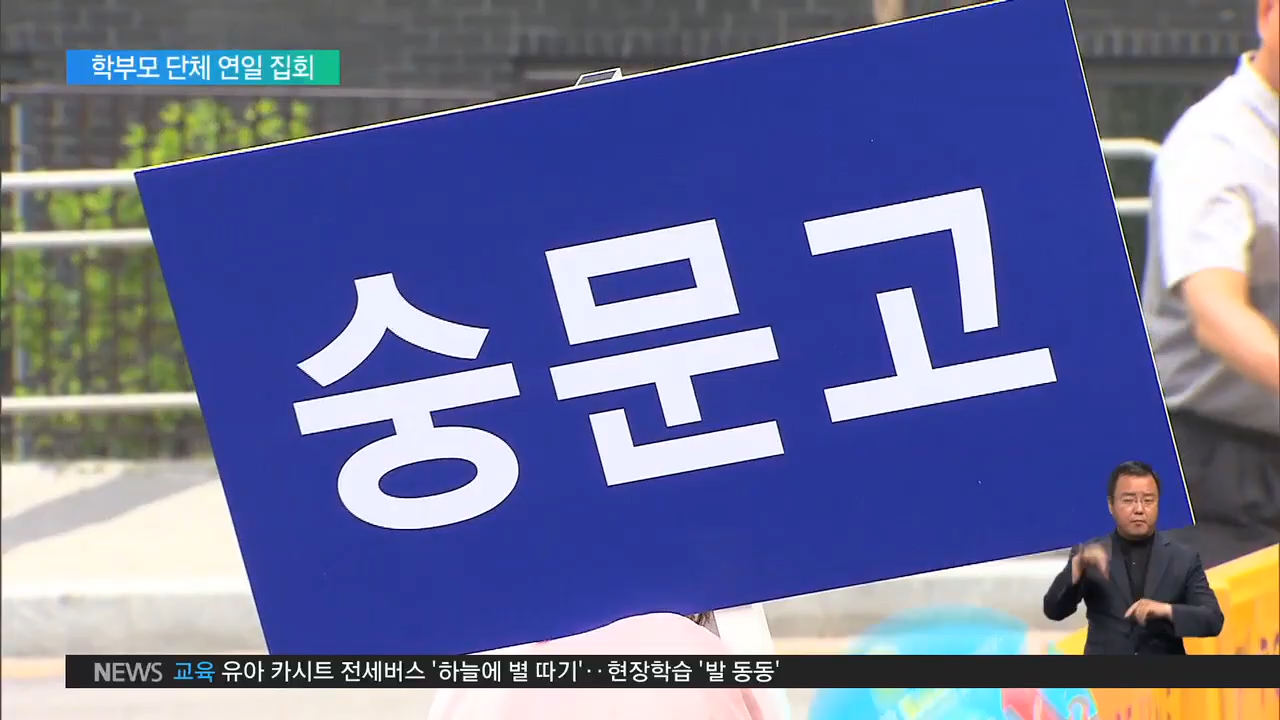 학부모 단체 연일 집회
숭문고
NEWS 교육 유아 카시트 전세버스 '하늘에 별 따기'‥현장학습 '발 동동'